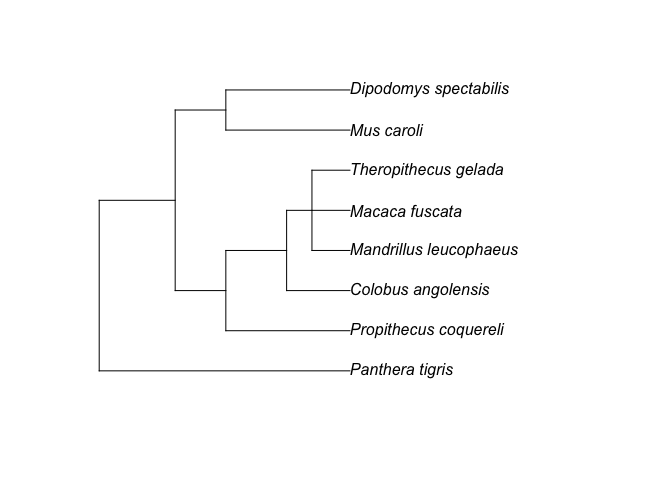 Dipodomys spectabilis
Mus caroli
Theropithecus gelada
Macaca fuscata
Mandrillus leucophaeus
Colobus angolensis
Propithecus coquereli
Panthera tigris